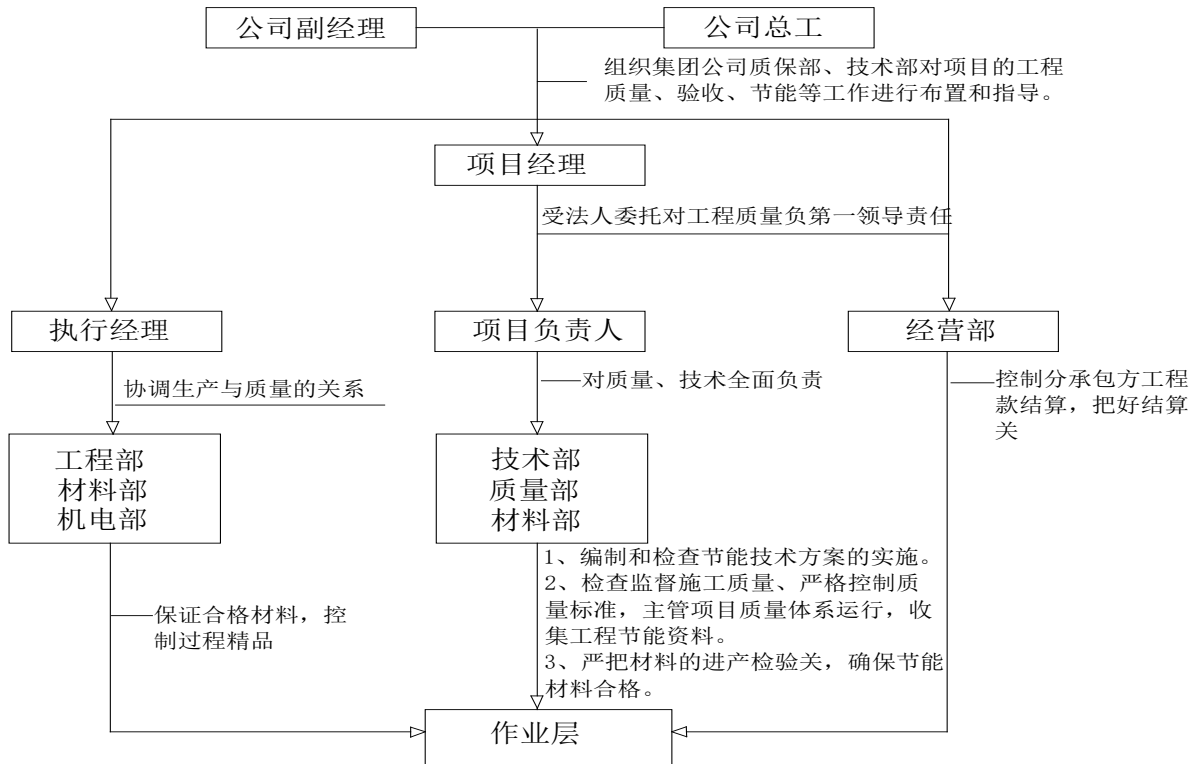 公司副经理
公司总工
组织集团公司质保部、技术部对项目的工程
质量、验收、节能等工作进行布置和指导。
项目经理
受法人委托对工程质量负第一领导责任
执行经理
项目负责人
经营部
协调生产与质量的关系
对质量、技术全面负责
控制分承包方工程
款结算，把好结算
关
工程部
材料部
机电部
技术部
质量部
材料部
1、编制和检查节能技术方案的实施。
2、检查监督施工质量、严格控制质
量标准，主管项目质量体系运行，收
集工程节能资料。
3、严把材料的进产检验关，确保节能
材料合格。
保证合格材料，控
制过程精品
作业层